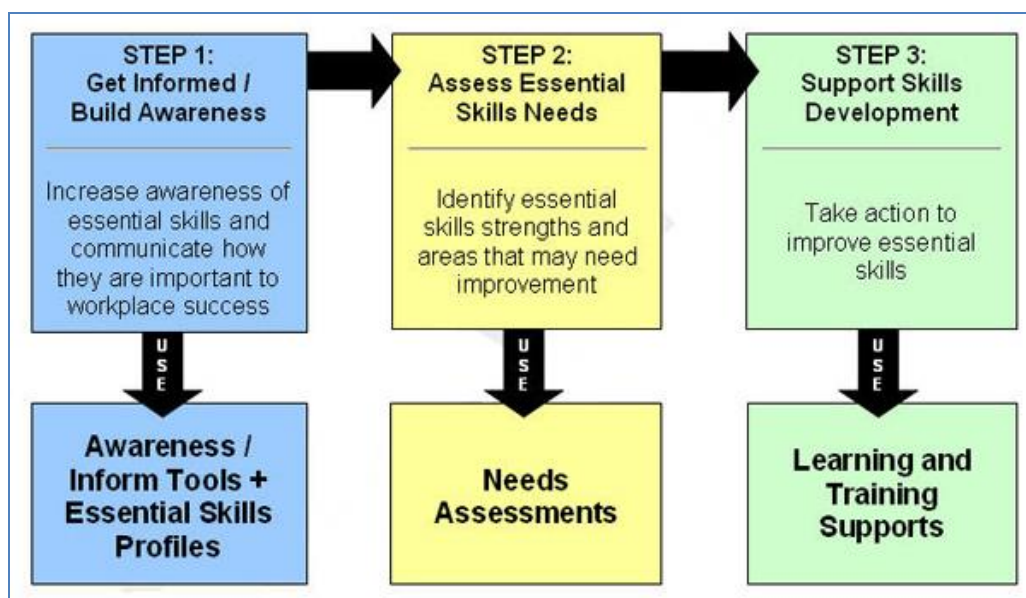 STEP 1:
Get Informed /
Build Awareness
Increase awareness of
essential skills and
communicate how
they are important to
workplace success
STEP 2:
Assess Essential
Skills Needs
Identify essential
skills strengths and
areas that may need
improvement
STEP 3:
Support Skills
Development
Take action to
improve essential
skills
USE
USE
USE
Awareness /
Inform Tools +
Essential Skills
Profiles
Needs
Assessments
Learning and
Training
Supports